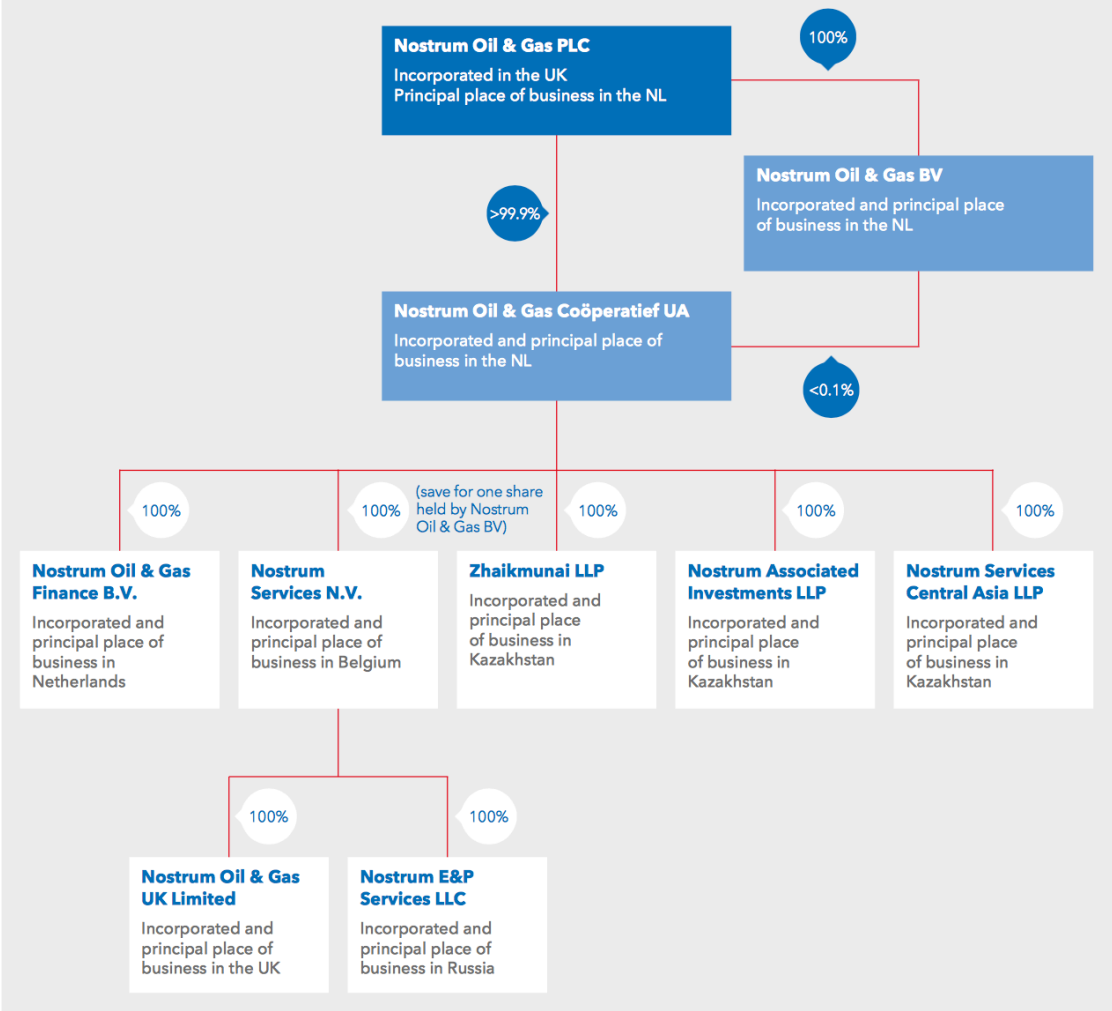 Nostrum Oil & Gas PLC
Incorporated in the UK
Principal place of business in the NL
100%
Nostrum Oil & Gas BV
Incorporated and principal place
of business in the NL
>99.9%
Nostrum Oil & Gas Coöperatief UA
Incorporated and principal place of
business in the NL
<0.1%
100%
100%
(save for one share
held by Nostrum
Oil & Gas BV)
100%
100%
100%
Nostrum Oil & Gas
Finance B.V.
Incorporated and
principal place of
business in
Netherlands
Nostrum
Services N.V.
Incorporated and
principal place of
business in Belgium
Zhaikmunai LLP
Incorporated and
principal place
of business in
Kazakhstan
Nostrum Associated
Investments LLP
Incorporated and
principal place
of business in
Kazakhstan
Nostrum Services
Central Asia LLP
Incorporated and
principal place
of business in
Kazakhstan
100%
100%
Nostrum Oil & Gas
UK Limited
Incorporated and
principal place of
business in the UK
Nostrum E&P
Services LLC
Incorporated and
principal place of
business in Russia